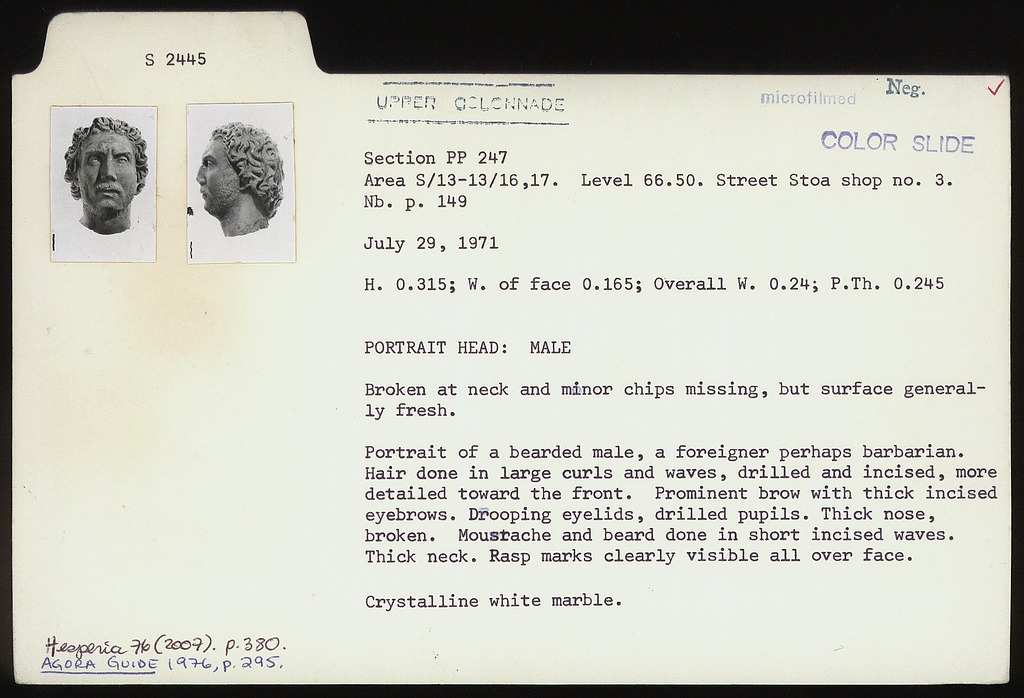 S 2445
UPPER COLONNADE
microfilmed
Neg.
COLOR SLIDE
Section PP 247
Area S/13-13/16,17. Level 66.50. Street Stoa shop no. 3.
Nb. p. 149
July 29, 1971
H. 0.315; W. of face 0.165; Overall W. 0.24; P.Th. 0.245
PORTRAIT HEAD: MALE
Broken at neck and minor chips missing, but surface general-
ly fresh.
Portrait of a bearded male, a foreigner perhaps barbarian.
Hair done in large curls and waves, drilled and incised, more
detailed toward the front. Prominent brow with thick incised
eyebrows. Drooping eyelids, drilled pupils. Thick nose,
broken. Moustache and beard done in short incised waves.
Thick neck. Rasp marks clearly visible all over face.
Crystalline white marble.
Hesperia 76 (2007). p. 380.
AGORA GUIDE 1976, p. 295.